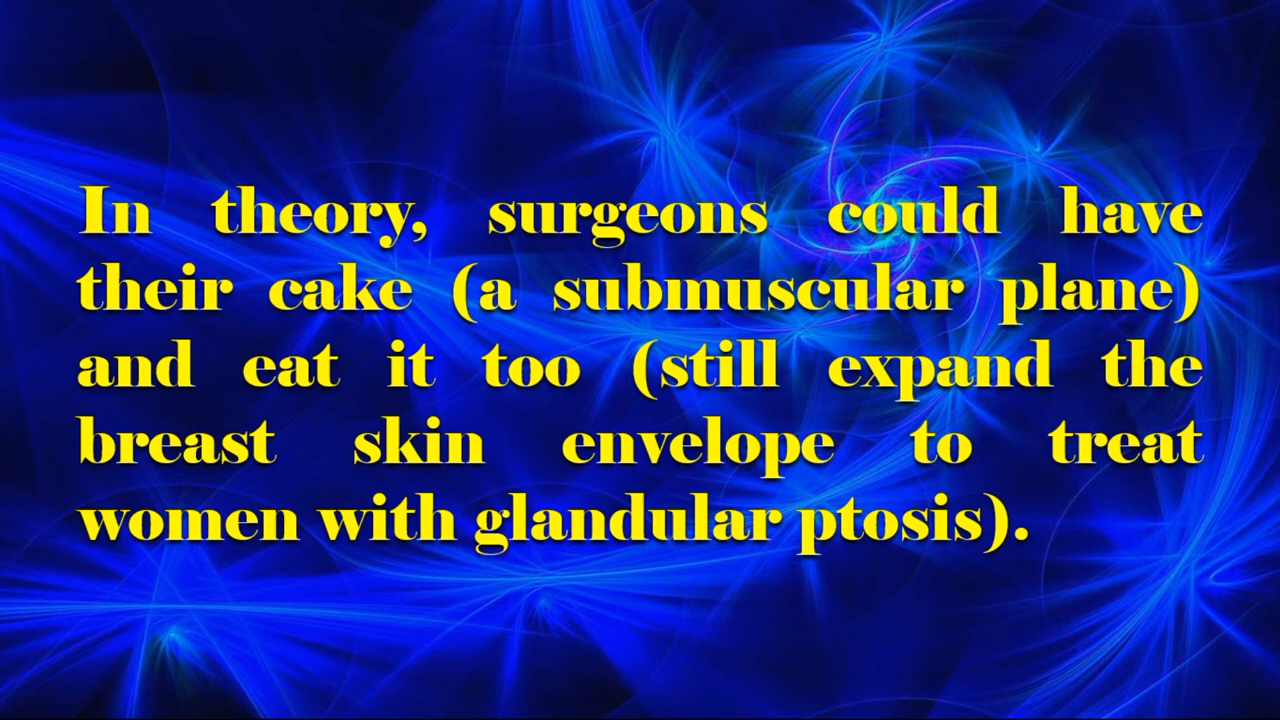 In theory, surgeons could have
their cake (a submuscular plane)
and eat it too (still expand the
breast skin envelope to treat
women with glandular ptosis).